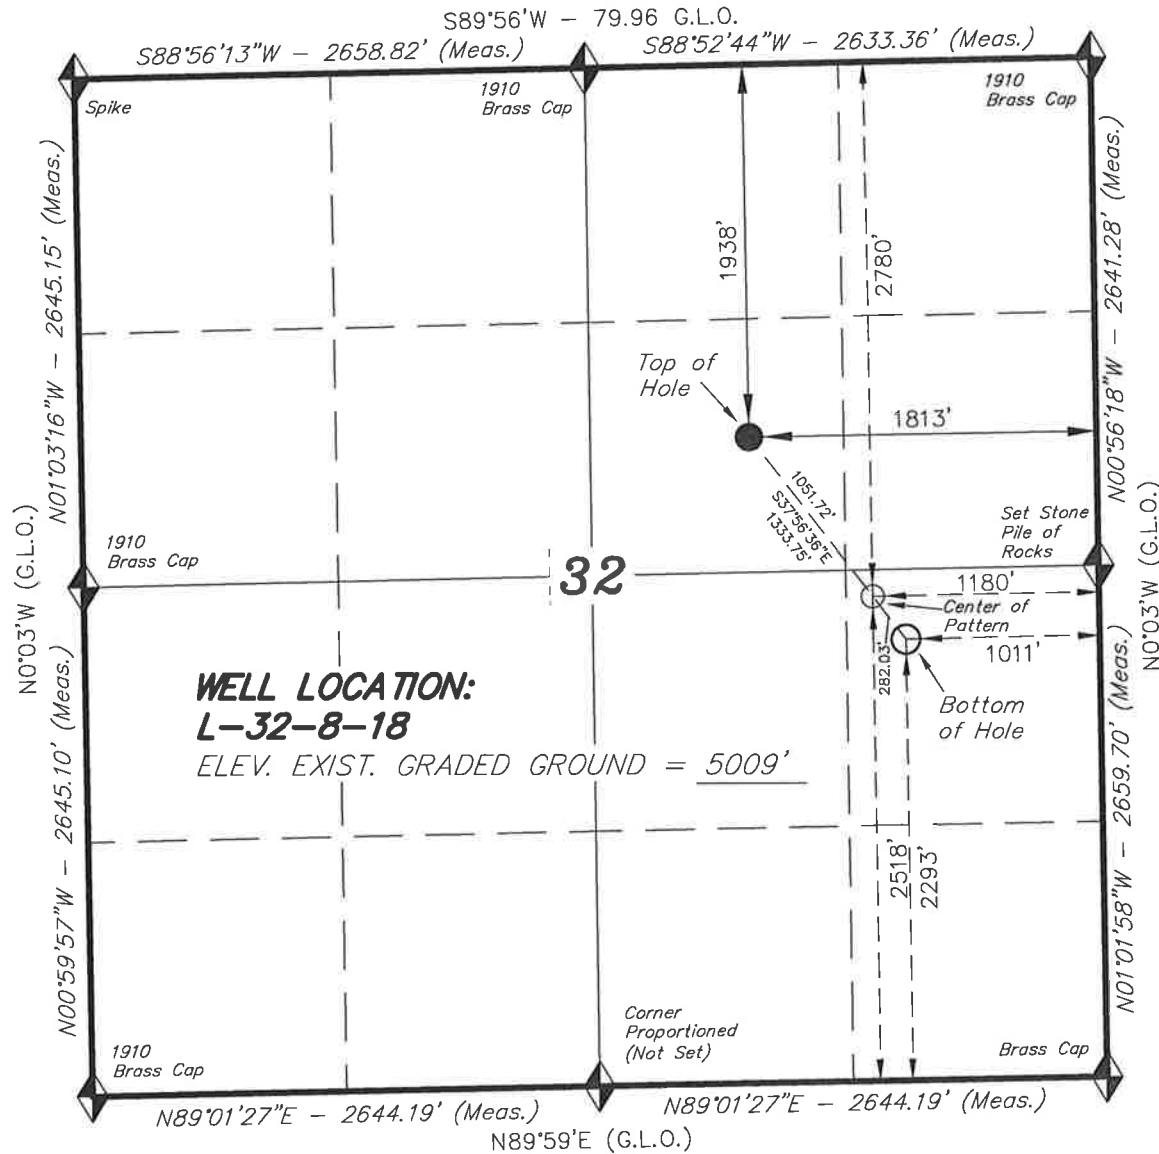 S89°56'W - 79.96 G.L.O.
S88°56'13"W - 2658.82' (Meas.)
S88°52'44"W - 2633.36' (Meas.)
Spike
1910
Brass Cap
1910
Brass Cap
N01°03'16"W - 2645.15' (Meas.)
N00°56'18"W - 2641.28' (Meas.)
1938'
2780'
Top of
Hole
1813'
1051.72'
S37°56'36"E
1333.75'
N0°03'W (G.L.O.)
1910
Brass Cap
32
Set Stone
Pile of
Rocks
N0°03'W (G.L.O.)
1180'
Center of
Pattern
1011'
282.03'
Bottom
of Hole
WELL LOCATION:
L-32-8-18
ELEV. EXIST. GRADED GROUND = 5009'
N00°59'57"W - 2645.10' (Meas.)
N01°01'58"W - 2659.70' (Meas.)
2518'
2293'
1910
Brass Cap
Corner
Proportioned
(Not Set)
Brass Cap
N89°01'27"E - 2644.19' (Meas.)
N89°01'27"E - 2644.19' (Meas.)
N89°59'E (G.L.O.)